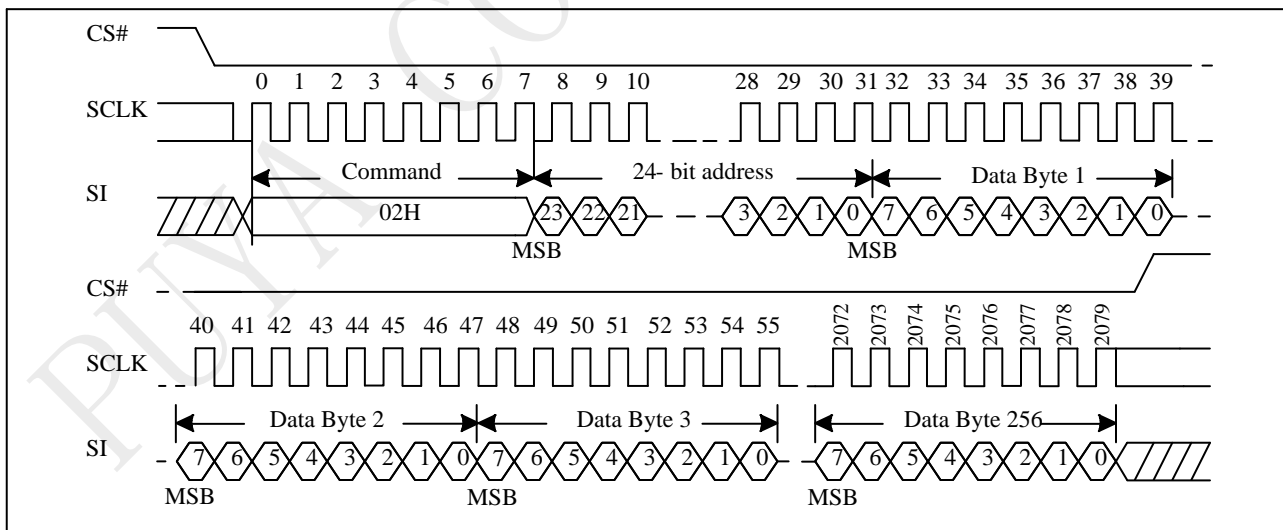 CS#
0 1 2 3 4 5 6 7 8 9 10 28 29 30 31 32 33 34 35 36 37 38 39
SCLK
Command 24- bit address Data Byte 1
SI
02H 23 22 21 3 2 1 0 7 6 5 4 3 2 1 0
MSB MSB
CS#
40 41 42 43 44 45 46 47 48 49 50 51 52 53 54 55 2072 2073 2074 2075 2076 2077 2078 2079
SCLK
Data Byte 2 Data Byte 3 Data Byte 256
SI
7 6 5 4 3 2 1 0 7 6 5 4 3 2 1 0 7 6 5 4 3 2 1 0
MSB MSB MSB
PUYA CO